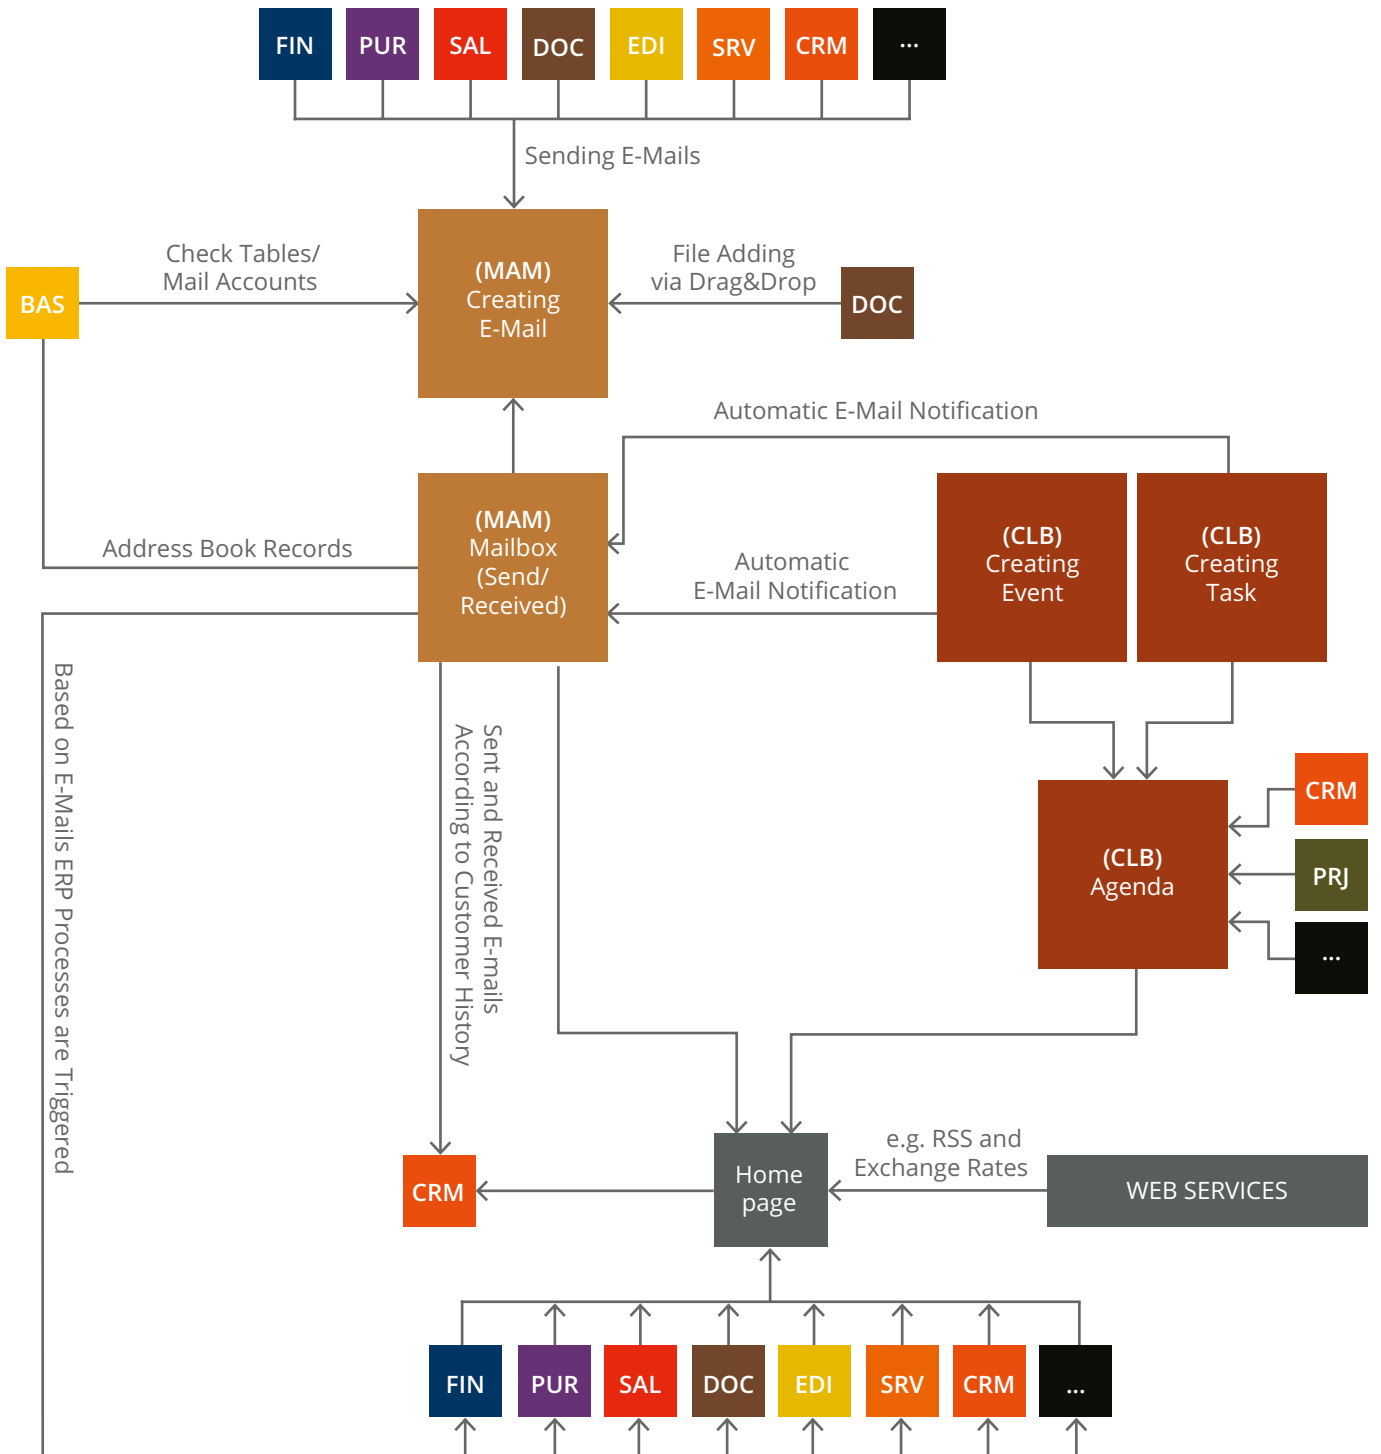 FIN
PUR
SAL
DOC
EDI
SRV
CRM
...
Sending E-Mails
Check Tables/
Mail Accounts
(MAM)
Creating
E-Mail
File Adding
via Drag&Drop
BAS
DOC
Automatic E-Mail Notification
(MAM)
Mailbox
(Send/
Received)
Address Book Records
Automatic
E-Mail Notification
(CLB)
Creating
Event
(CLB)
Creating
Task
Based on E-Mails ERP Processes are Triggered
Sent and Received E-mails
According to Customer History
(CLB)
Agenda
CRM
PRJ
...
CRM
Home
page
e.g. RSS and
Exchange Rates
WEB SERVICES
FIN
PUR
SAL
DOC
EDI
SRV
CRM
...